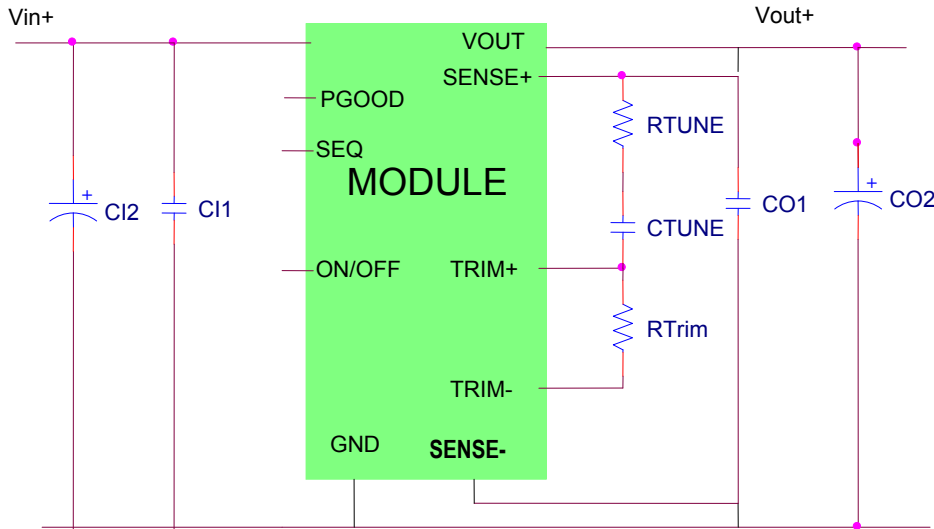 Vin+
Vout+
VOUT
SENSE+
PGOOD
RTUNE
SEQ
MODULE
+
CI2
CI1
CTUNE
CO1
+
CO2
ON/OFF
TRIM+
RTrim
TRIM-
GND
SENSE-